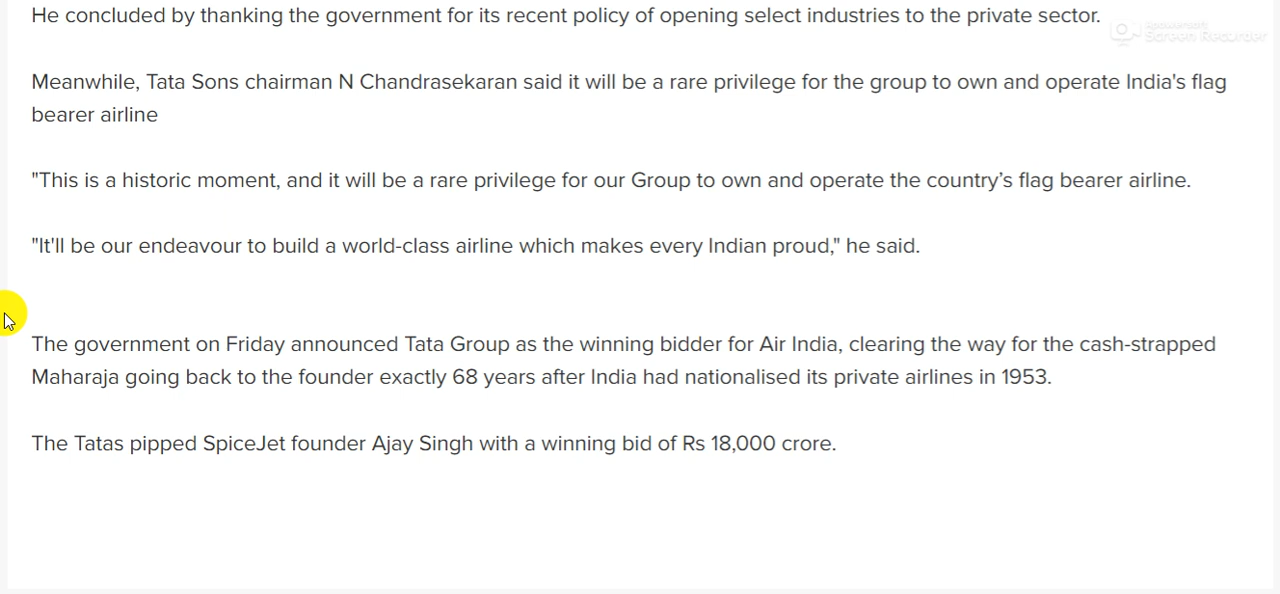 He concluded by thanking the government for its recent policy of opening select industries to the private sector.
Apowersoft
Screen Recorder
Meanwhile, Tata Sons chairman N Chandrasekaran said it will be a rare privilege for the group to own and operate India's flag
bearer airline
"This is a historic moment, and it will be a rare privilege for our Group to own and operate the country’s flag bearer airline.
"It'll be our endeavour to build a world-class airline which makes every Indian proud," he said.
The government on Friday announced Tata Group as the winning bidder for Air India, clearing the way for the cash-strapped
Maharaja going back to the founder exactly 68 years after India had nationalised its private airlines in 1953.
The Tatas pipped SpiceJet founder Ajay Singh with a winning bid of Rs 18,000 crore.